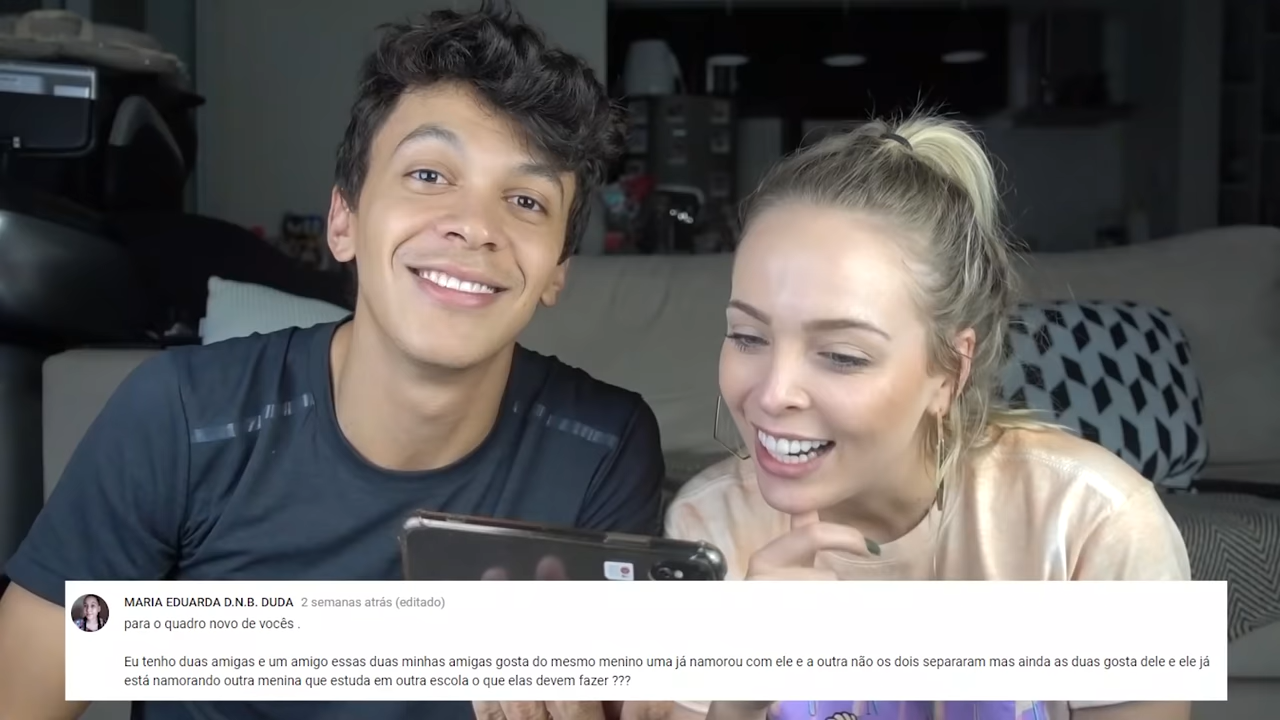 MARIA EDUARDA D.N.B. DUDA 2 semanas atrás (editado)
para o quadro novo de vocês .
Eu tenho duas amigas e um amigo essas duas minhas amigas gosta do mesmo menino uma já namorou com ele e a outra não os dois separaram mas ainda as duas gosta dele e ele já
está namorando outra menina que estuda em outra escola o que elas devem fazer ???